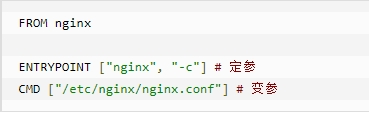 FROM nginx
ENTRYPOINT ["nginx", "-c"] # 定参
CMD ["/etc/nginx/nginx.conf"] # 变参